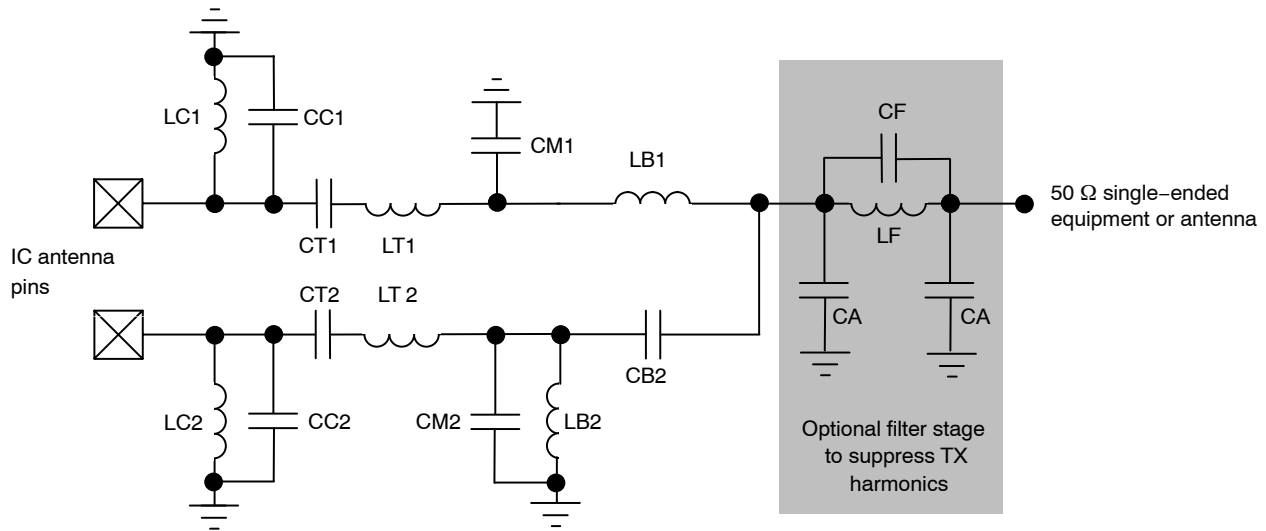 LC1
CC1
CM1
LB1
CF
50 Ω single−ended
equipment or antenna
LF
CT1
LT1
IC antenna
pins
CT2
LT 2
CA
CA
CB2
LC2
CC2
CM2
LB2
Optional filter stage
to suppress TX
harmonics